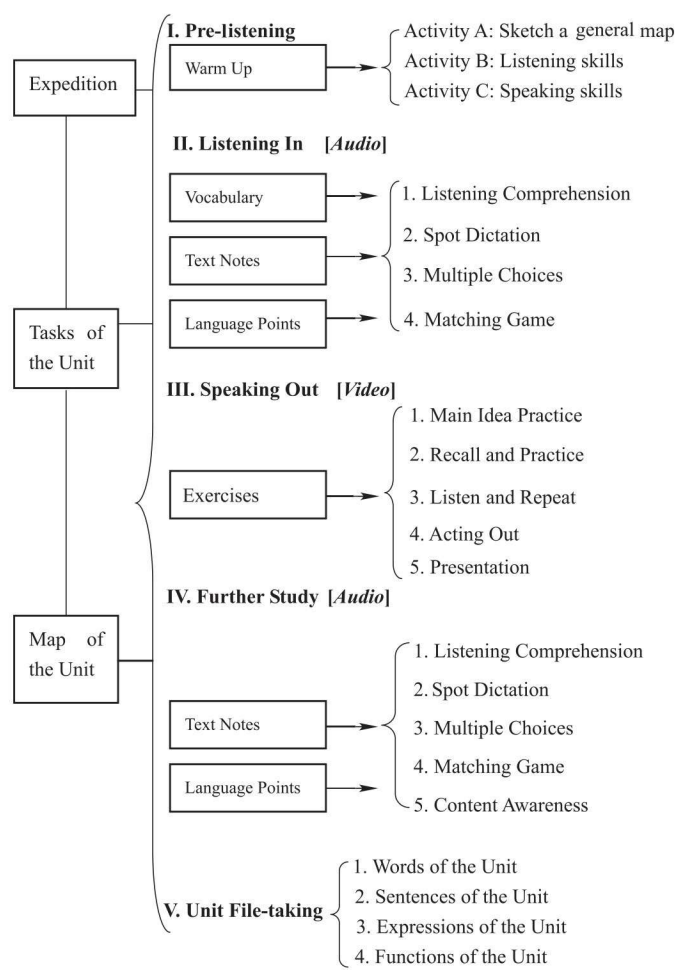 Expedition
Tasks of
the Unit
Map of
the Unit
I. Pre-listening
Warm Up
Activity A: Sketch a general map
Activity B: Listening skills
Activity C: Speaking skills
II. Listening In [Audio]
Vocabulary
Text Notes
Language Points
1. Listening Comprehension
2. Spot Dictation
3. Multiple Choices
4. Matching Game
III. Speaking Out [Video]
Exercises
1. Main Idea Practice
2. Recall and Practice
3. Listen and Repeat
4. Acting Out
5. Presentation
IV. Further Study [Audio]
Text Notes
Language Points
1. Listening Comprehension
2. Spot Dictation
3. Multiple Choices
4. Matching Game
5. Content Awareness
V. Unit File-taking
1. Words of the Unit
2. Sentences of the Unit
3. Expressions of the Unit
4. Functions of the Unit